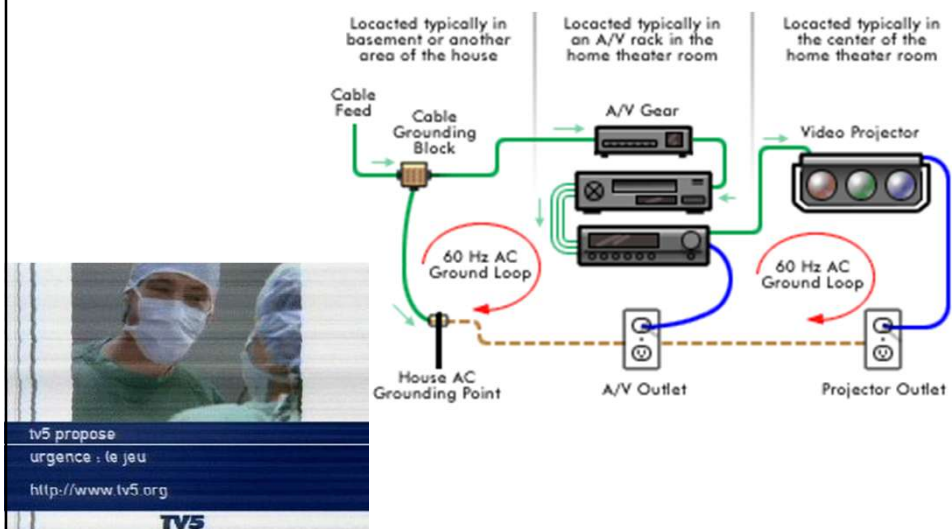 Locacted typically in
basement or another
area of the house
Locacted typically in
an A/V rack in the
home theater room
Locacted typically in
the center of the
home theater room
Cable
Feed
Cable
Grounding
Block
A/V Gear
Video Projector
60 Hz AC
Ground Loop
60 Hz AC
Ground Loop
House AC
Grounding Point
A/V Outlet
Projector Outlet
tv5 propose
urgence : le jeu
http://www.tv5.org
TV5